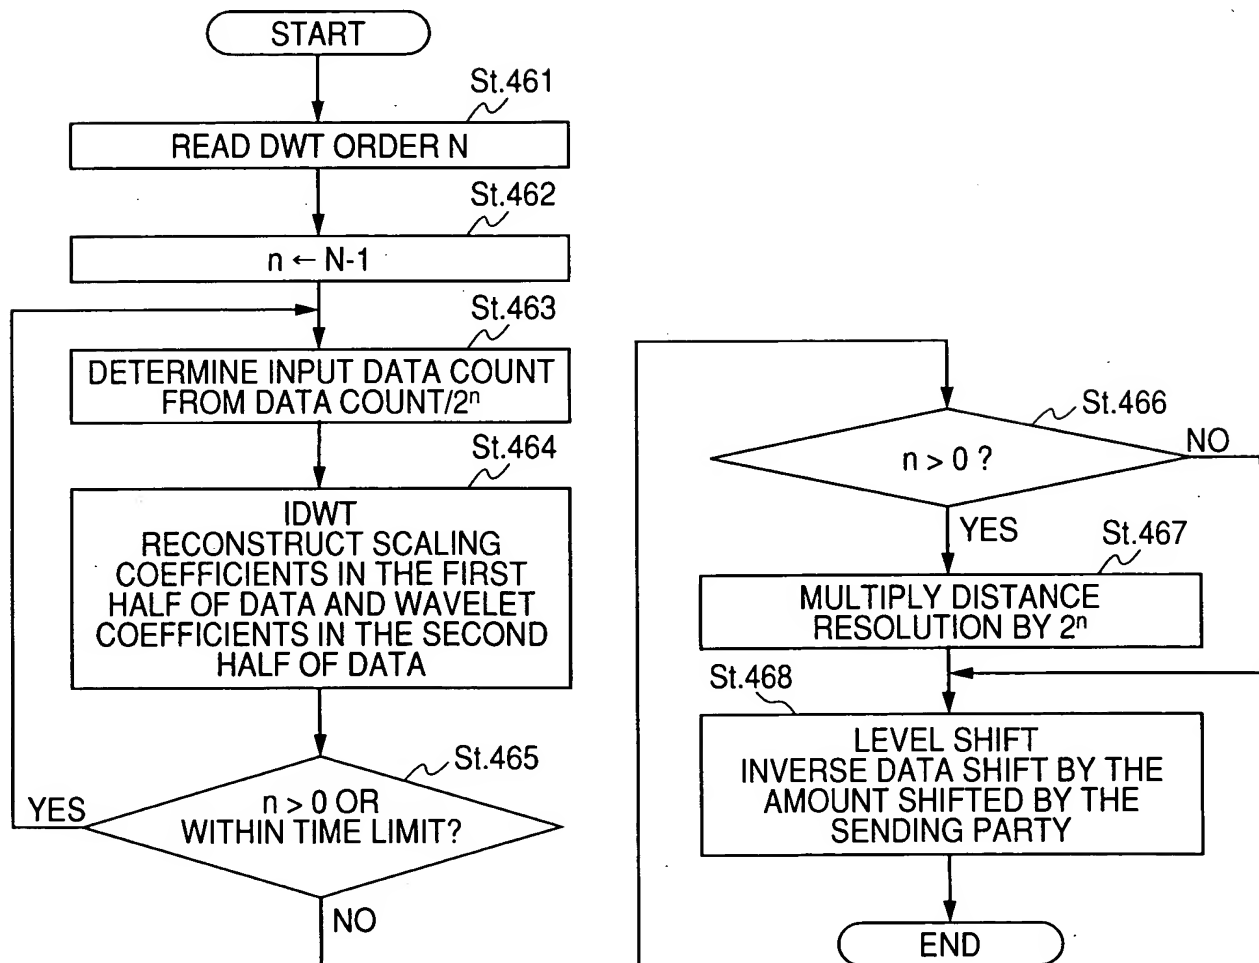 START
St.461
READ DWT ORDER N
St.462
n ← N-1
St.463
DETERMINE INPUT DATA COUNT
FROM DATA COUNT/2ⁿ
St.464
IDWT
RECONSTRUCT SCALING
COEFFICIENTS IN THE FIRST
HALF OF DATA AND WAVELET
COEFFICIENTS IN THE SECOND
HALF OF DATA
St.465
YES
n > 0 OR
WITHIN TIME LIMIT?
NO
St.466
n > 0 ?
NO
YES
St.467
MULTIPLY DISTANCE
RESOLUTION BY 2ⁿ
St.468
LEVEL SHIFT
INVERSE DATA SHIFT BY THE
AMOUNT SHIFTED BY THE
SENDING PARTY
END